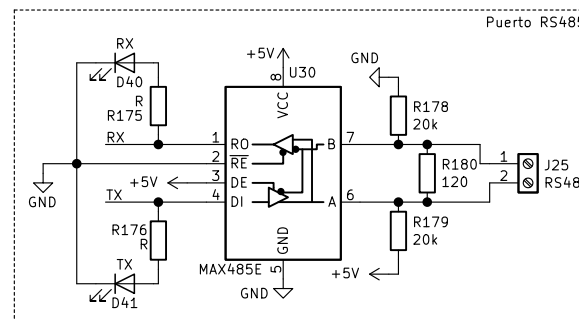 Puerto RS485
RX
D40
R
R175
RX
+5V
8
U30
VCC
GND
R178
20k
1
RO
2
RE
3
DE
4
DI
B
7
A
6
+5V
GND
TX
R180
120
1
2
J25
RS48
R176
R
TX
D41
GND
5
MAX485E
GND
R179
20k
+5V